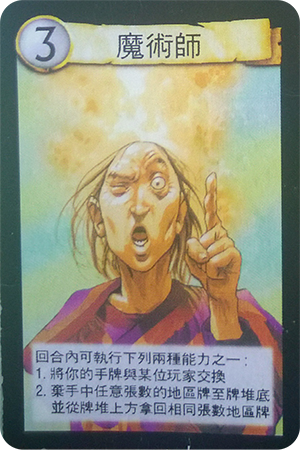 3
魔術師
回合內可執行下列兩種能力之一:
1. 將你的手牌與某位玩家交換
2. 棄手中任意張數的地區牌至牌堆底
並從牌堆上方拿回相同張數地區牌